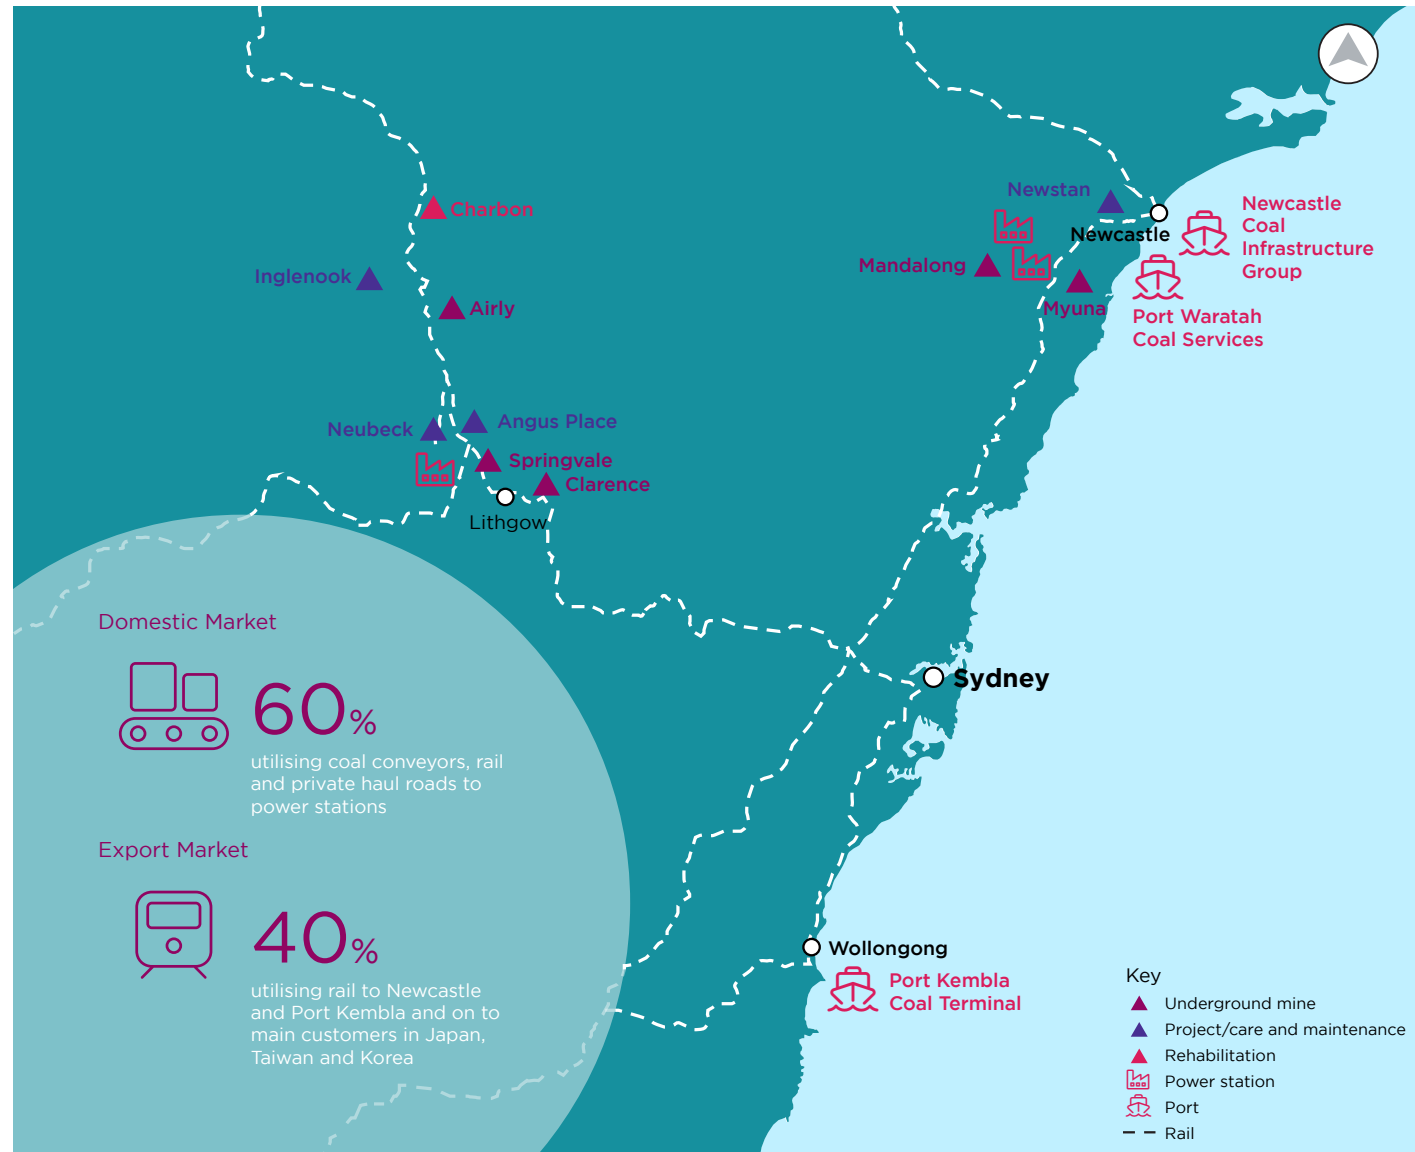 Charbon
Inglenook
Airly
Neubeck
Angus Place
Springvale
Clarence
Lithgow
Newstan
Newcastle
Mandalong
Myuna
Newcastle
Coal
Infrastructure
Group
Port Waratah
Coal Services
Sydney
Wollongong
Port Kembla
Coal Terminal
Domestic Market
60%
utilising coal conveyors, rail
and private haul roads to
power stations
Export Market
40%
utilising rail to Newcastle
and Port Kembla and on to
main customers in Japan,
Taiwan and Korea
Key
Underground mine
Project/care and maintenance
Rehabilitation
Power station
Port
Rail